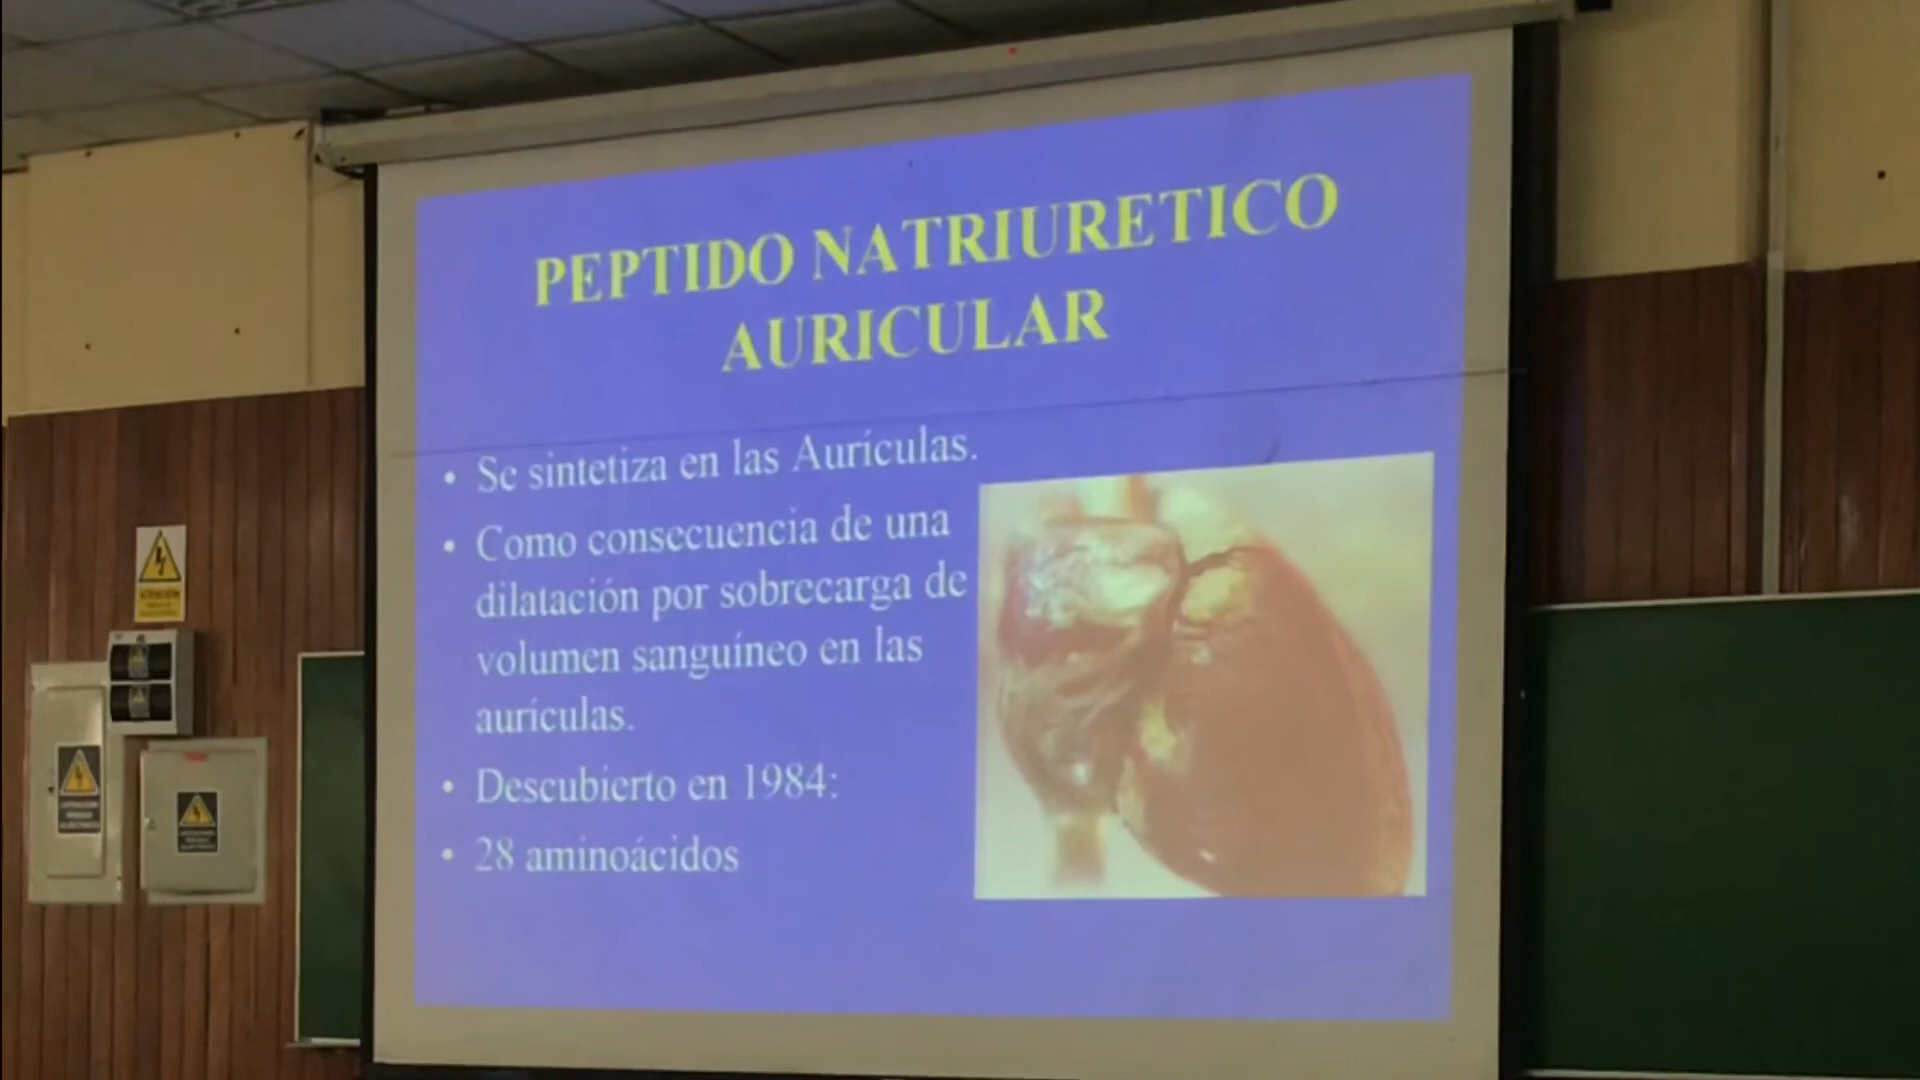 PEPTIDO NATRIURETICO
AURICULAR
• Se sintetiza en las Aurículas.
• Como consecuencia de una
dilatación por sobrecarga de
volumen sanguíneo en las
aurículas.
• Descubierto en 1984:
• 28 aminoácidos